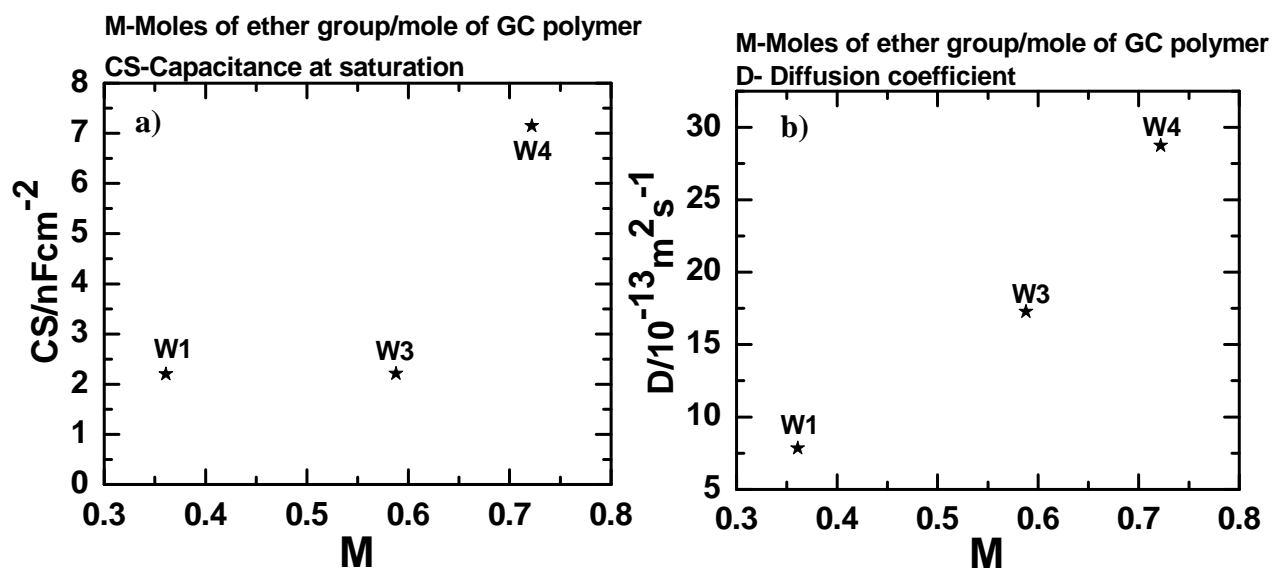 M-Moles of ether group/mole of GC polymer
CS-Capacitance at saturation
a)
8
7
6
5
4
3
2
1
0
CS/nFcm⁻²
W1
W3
W4
0.3 0.4 0.5 0.6 0.7 0.8
M
M-Moles of ether group/mole of GC polymer
D- Diffusion coefficient
b)
30
25
20
15
10
5
D/10⁻¹³m²s⁻¹
W1
W3
W4
0.3 0.4 0.5 0.6 0.7 0.8
M